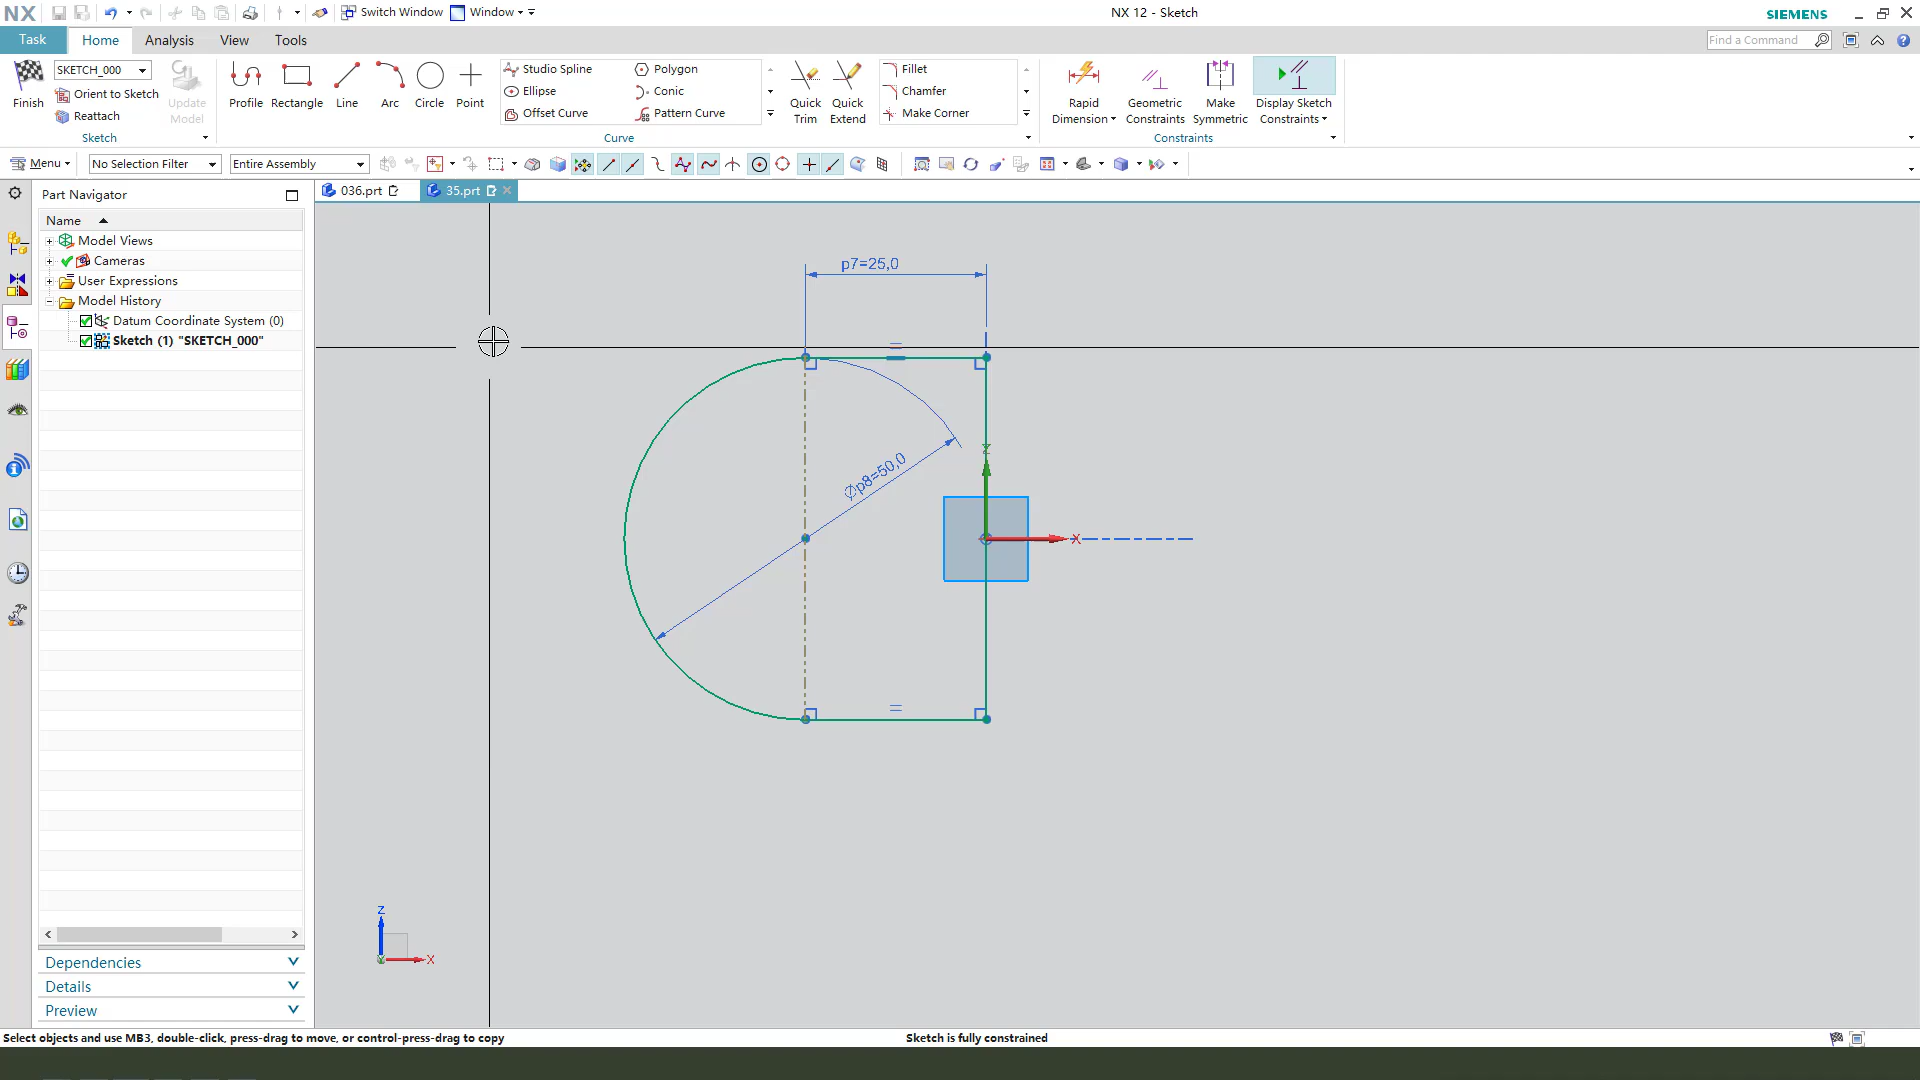 NX
Switch Window
Window
NX 12 - Sketch
SIEMENS
Task
Home
Analysis
View
Tools
Find a Command
Finish
SKETCH_000
Orient to Sketch
Reattach
Update Model
Sketch
Profile
Rectangle
Line
Arc
Circle
Point
Studio Spline
Ellipse
Offset Curve
Polygon
Conic
Pattern Curve
Curve
Quick Trim
Quick Extend
Fillet
Chamfer
Make Corner
Rapid Dimension
Geometric Constraints
Make Symmetric
Display Sketch Constraints
Constraints
Menu
No Selection Filter
Entire Assembly
Part Navigator
036.prt
35.prt
Name
Model Views
Cameras
User Expressions
Model History
Datum Coordinate System (0)
Sketch (1) "SKETCH_000"
p7=25,0
Øp8=50,0
X
Z
X
Dependencies
Details
Preview
Select objects and use MB3, double-click, press-drag to move, or control-press-drag to copy
Sketch is fully constrained